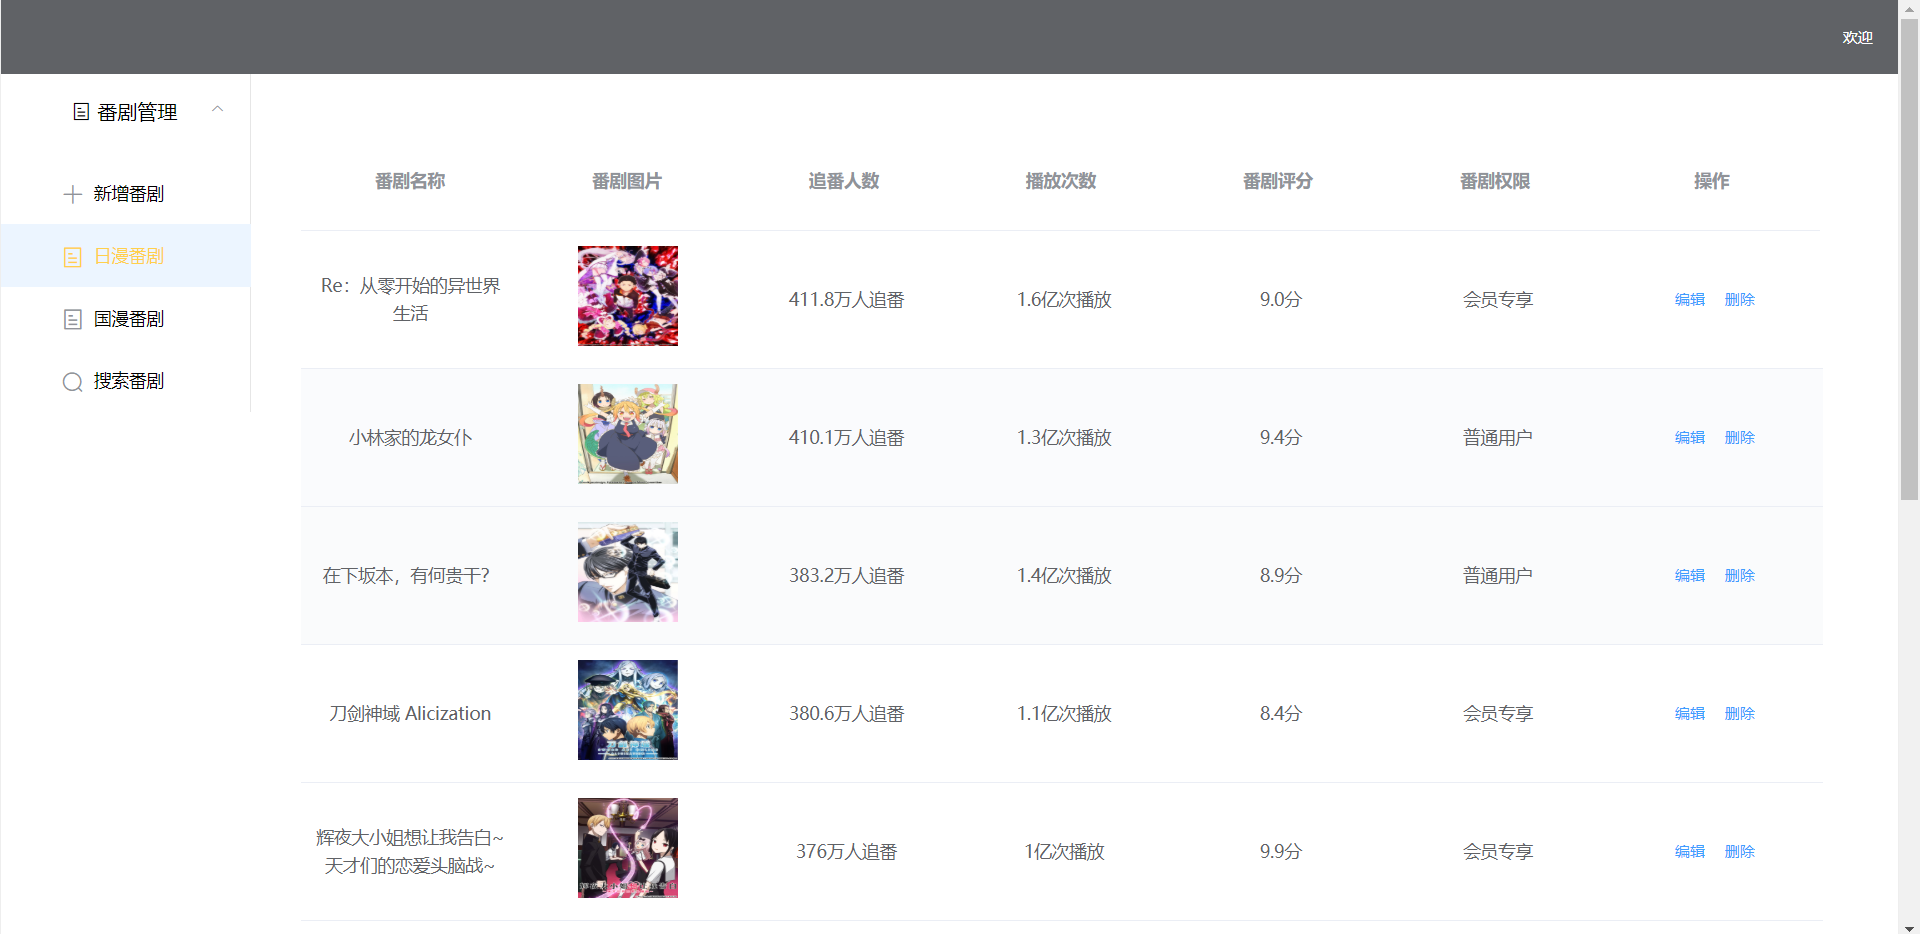 欢迎
番剧管理
新增番剧
日漫番剧
国漫番剧
搜索番剧
番剧名称 番剧图片 追番人数 播放次数 番剧评分 番剧权限 操作
Re：从零开始的异世界
生活
411.8万人追番 1.6亿次播放 9.0分 会员专享 编辑 删除
小林家的龙女仆 410.1万人追番 1.3亿次播放 9.4分 普通用户 编辑 删除
在下坂本，有何贵干? 383.2万人追番 1.4亿次播放 8.9分 普通用户 编辑 删除
刀剑神域 Alicization 380.6万人追番 1.1亿次播放 8.4分 会员专享 编辑 删除
辉夜大小姐想让我告白~
天才们的恋爱头脑战~
376万人追番 1亿次播放 9.9分 会员专享 编辑 删除